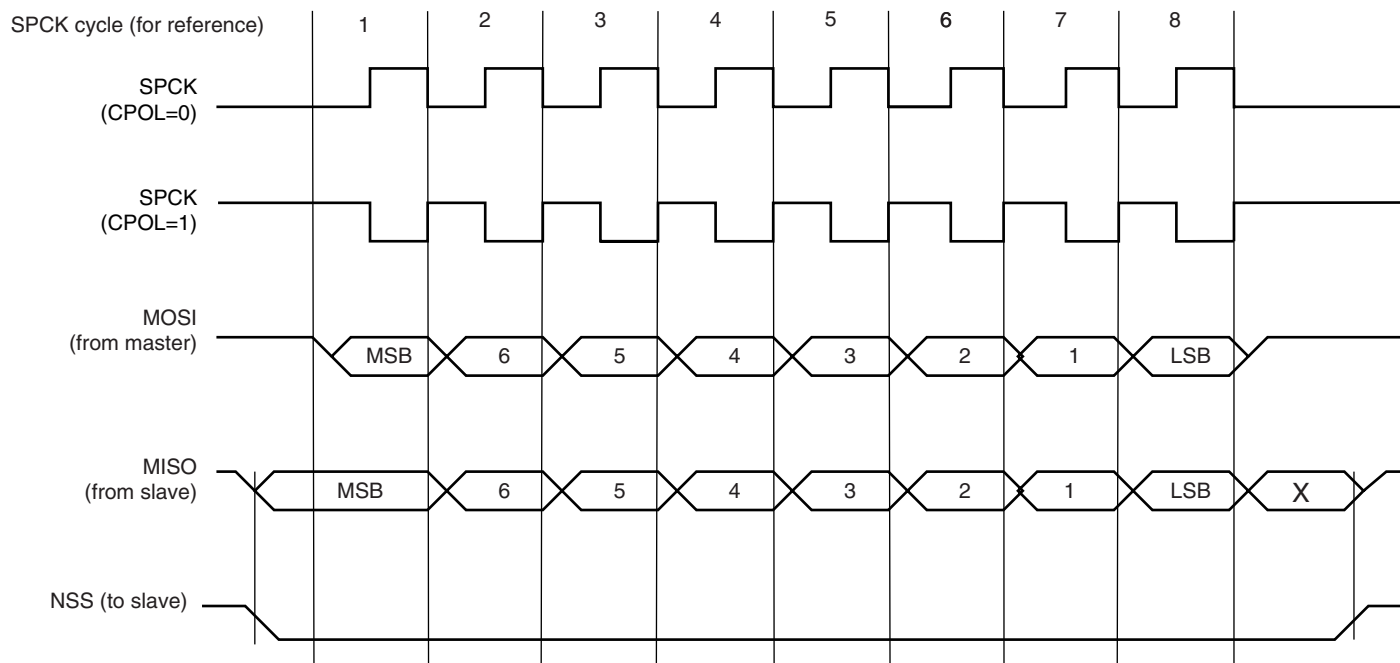 SPCK cycle (for reference)
1 2 3 4 5 6 7 8
SPCK
(CPOL=0)
SPCK
(CPOL=1)
MOSI
(from master)
MSB 6 5 4 3 2 1 LSB
MISO
(from slave)
MSB 6 5 4 3 2 1 LSB X
NSS (to slave)